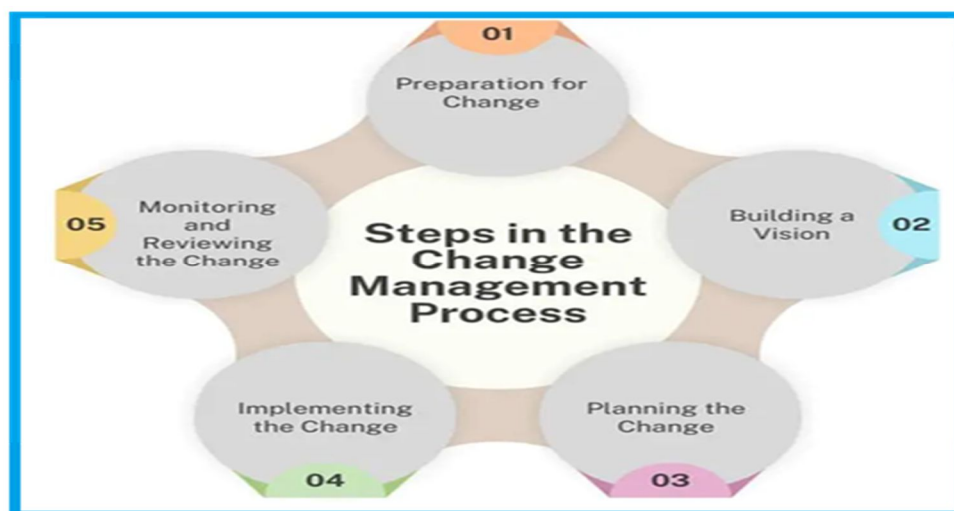 Steps in the
Change
Management
Process
01
Preparation for
Change
02
Building a
Vision
03
Planning the
Change
04
Implementing
the Change
05
Monitoring
and
Reviewing
the Change